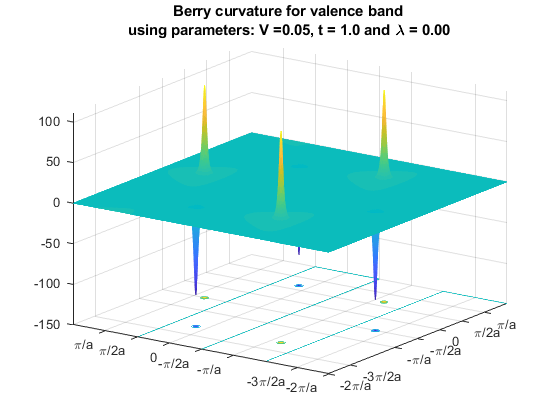 Berry curvature for valence band
using parameters: V =0.05, t = 1.0 and λ = 0.00
100
50
0
-50
-100
-150
π/a
π/2a
0
-π/2a
-π/a
-3π/2a
-2π/a
-2π/a
-3π/2a
-π/a
-π/2a
0
π/2a
π/a